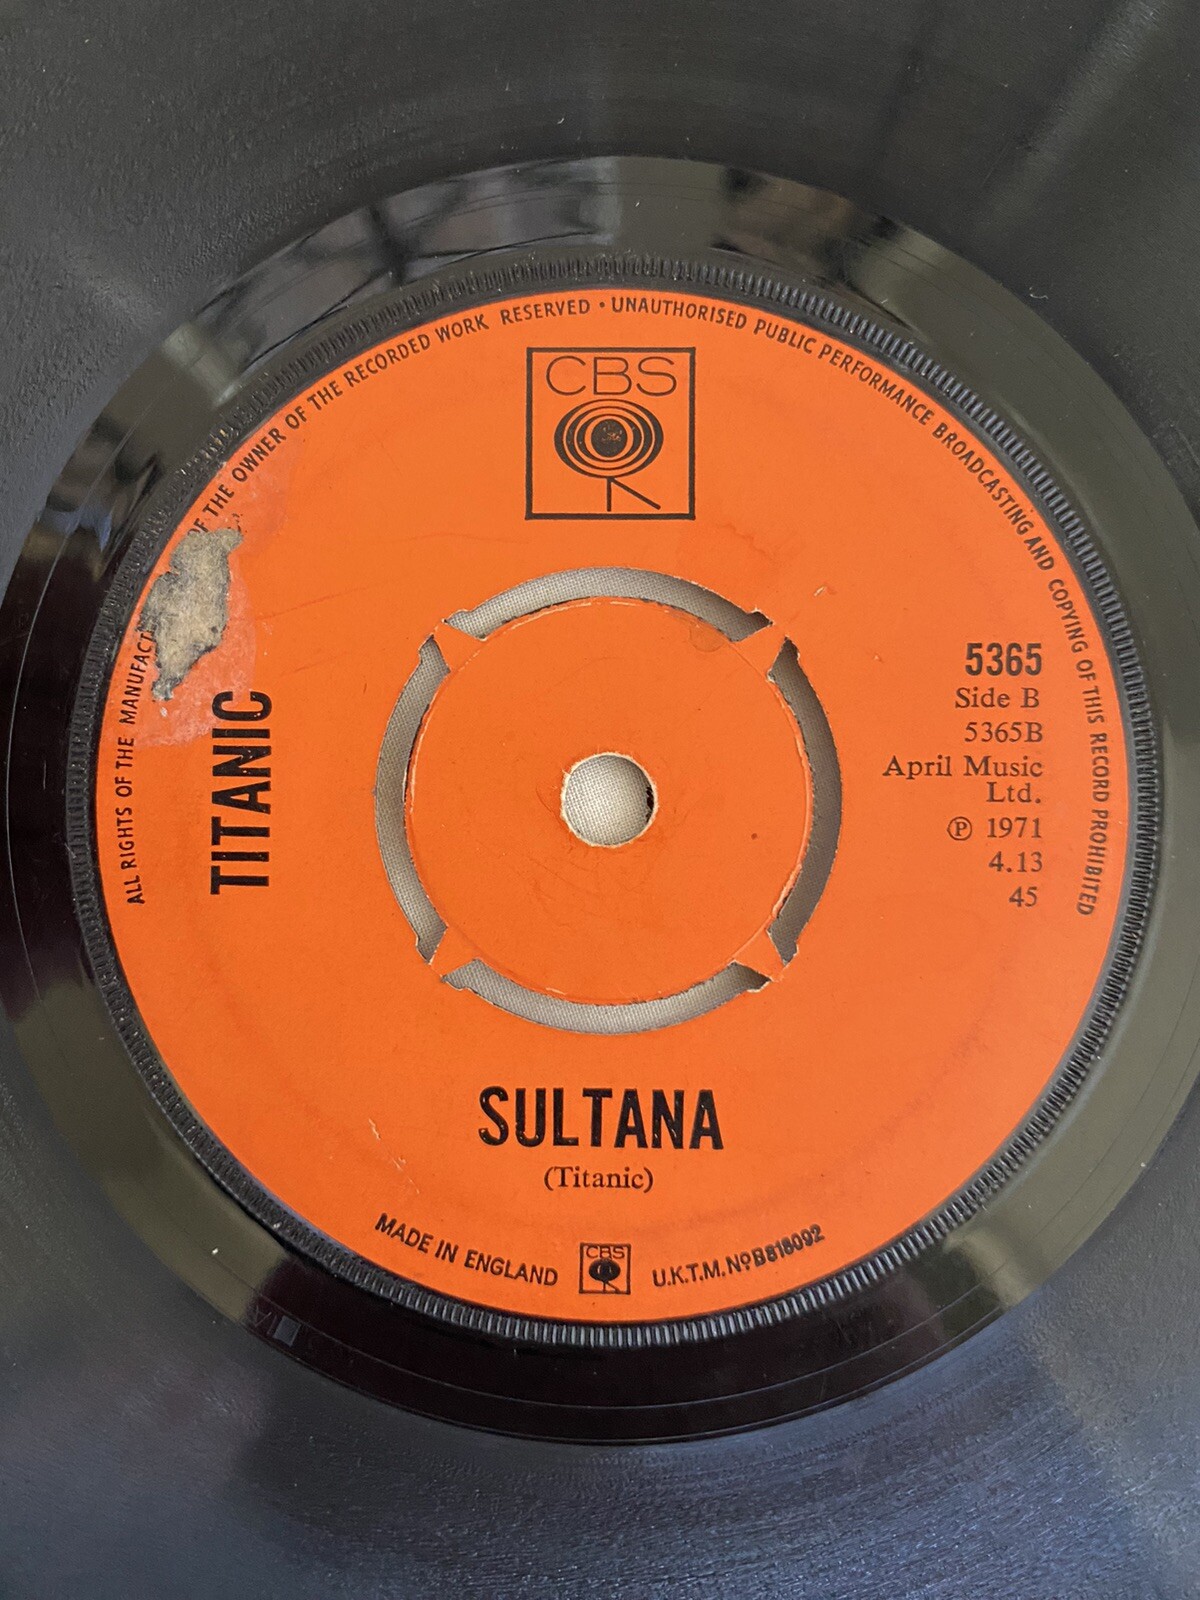 ALL RIGHTS OF THE MANUFACT OF THE OWNER OF THE RECORDED WORK RESERVED · UNAUTHORISED PUBLIC PERFORMANCE BROADCASTING AND COPYING OF THIS RECORD PROHIBITED
CBS
TITANIC
5365
Side B
5365B
April Music
Ltd.
℗ 1971
4.13
45
SULTANA
(Titanic)
MADE IN ENGLAND
CBS
U.K.T.M. No B816092